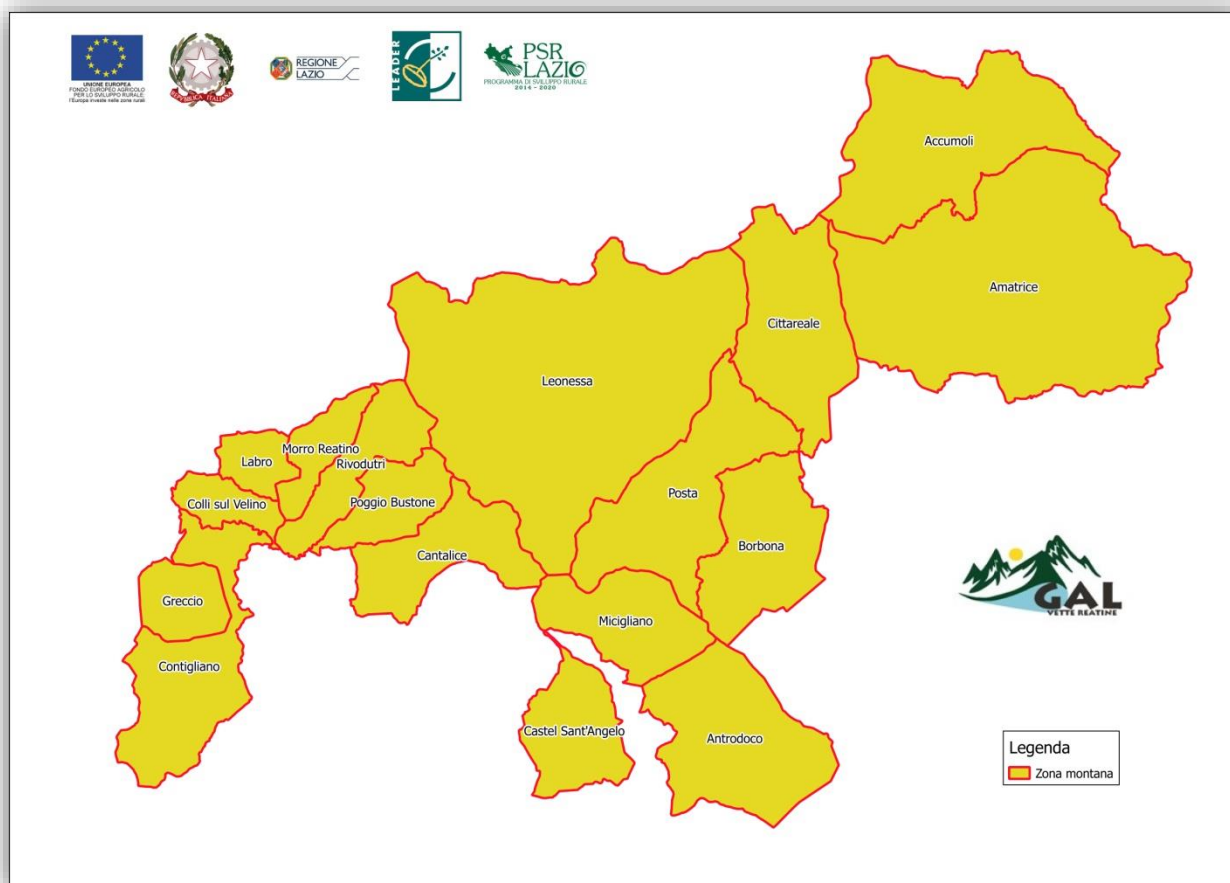 UNIONE EUROPEA
FONDO EUROPEO AGRICOLO
PER LO SVILUPPO RURALE:
l'Europa investe nelle zone rurali
REPVBBLICA ITALIANA
REGIONE
LAZIO
LEADER
PSR
LAZIO
PROGRAMMA DI SVILUPPO RURALE
2014 - 2020
Accumoli
Amatrice
Cittareale
Leonessa
Morro Reatino
Labro
Rivodutri
Colli sul Velino
Poggio Bustone
Posta
Borbona
Cantalice
Greccio
Micigliano
Contigliano
Castel Sant'Angelo
Antrodoco
GAL
VETTE REATINE
Legenda
Zona montana